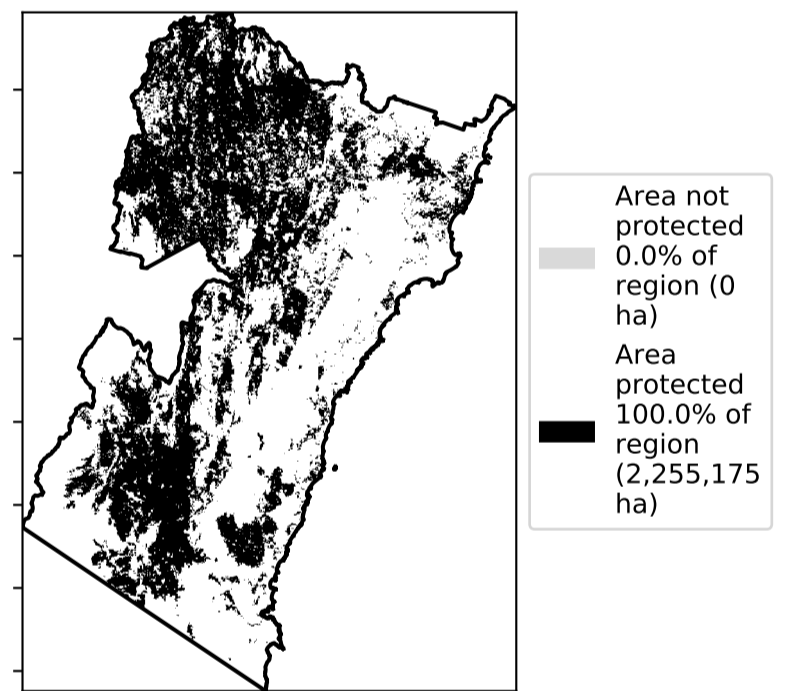 Area not
protected
0.0% of
region (0
ha)
Area
protected
100.0% of
region
(2,255,175
ha)